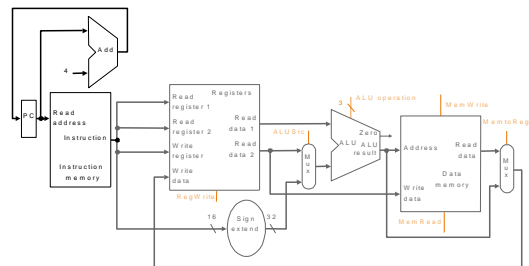 Add
4
PC
Read
address
Instruction
Instruction
memory
Read
register 1
Read
register 2
Write
register
Write
data
Registers
Read
data 1
Read
data 2
RegWrite
16
Sign
extend
32
ALUSrc
M
u
x
3
ALU operation
Zero
ALU
ALU
result
MemWrite
Address
Read
data
Data
memory
Write
data
MemRead
MemtoReg
M
u
x